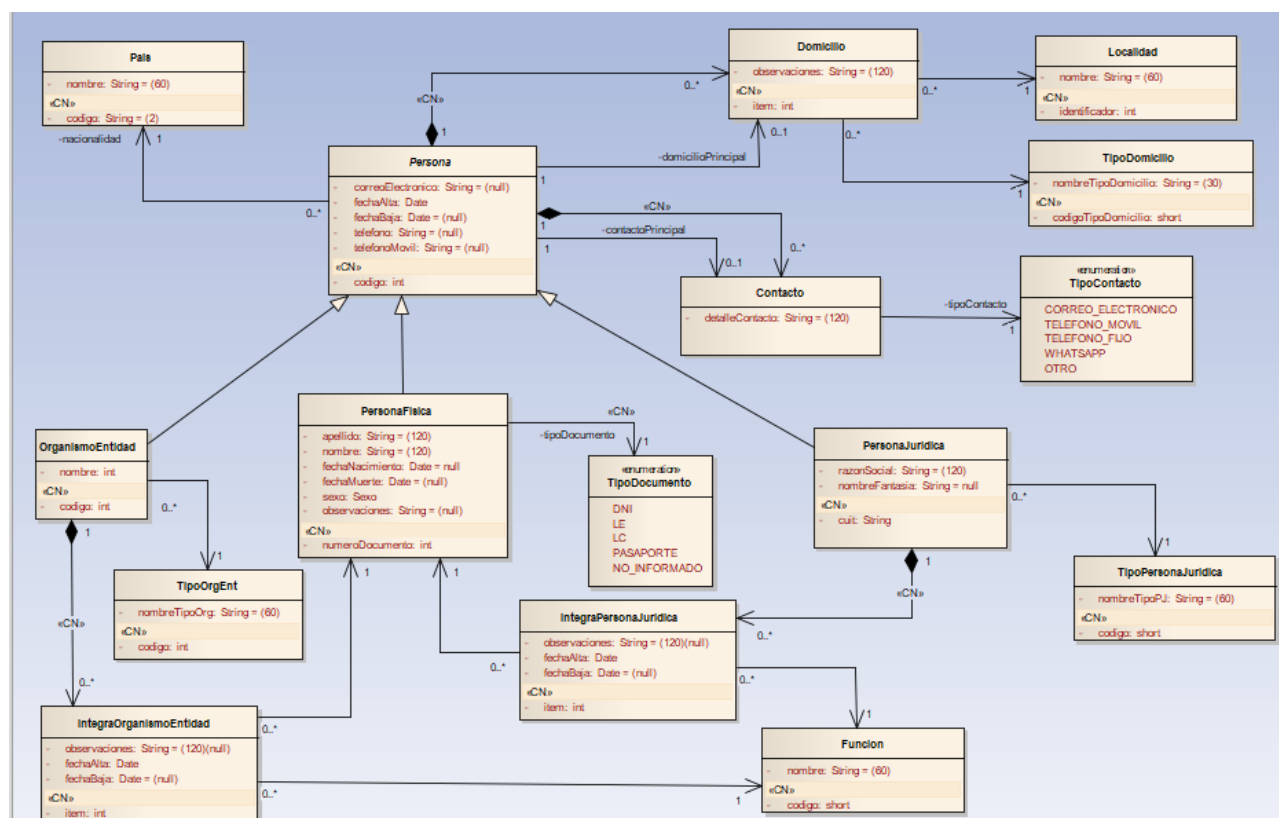 Pais
- nombre: String = (60)
«CN»
- codigo: String = (2)
-nacionalidad
1
0..*
Persona
- correoElectronico: String = (null)
- fechaAlta: Date
- fechaBaja: Date = (null)
- telefono: String = (null)
- telefonoMovil: String = (null)
«CN»
- codigo: int
«CN»
1
0..*
Domicilio
- observaciones: String = (120)
«CN»
- item: int
1
-domicilioPrincipal
0..1
0..*
1
Localidad
- nombre: String = (60)
«CN»
- identificador: int
0..*
1
TipoDomicilio
- nombreTipoDomicilio: String = (30)
«CN»
- codigoTipoDomicilio: short
«CN»
1
0..*
-contactoPrincipal
1
0..1
Contacto
- detalleContacto: String = (120)
-tipoContacto
1
«enumeration»
TipoContacto
CORREO_ELECTRONICO
TELEFONO_MOVIL
TELEFONO_FIJO
WHATSAPP
OTRO
OrganismoEntidad
- nombre: int
«CN»
- codigo: int
0..*
1
TipoOrgEnt
- nombreTipoOrg: String = (60)
«CN»
- codigo: int
PersonaFisica
- apellido: String = (120)
- nombre: String = (120)
- fechaNacimiento: Date = null
- fechaMuerte: Date = (null)
- sexo: Sexo
- observaciones: String = (null)
«CN»
- numeroDocumento: int
«CN»
-tipoDocumento
1
«enumeration»
TipoDocumento
DNI
LE
LC
PASAPORTE
NO_INFORMADO
PersonaJuridica
- razonSocial: String = (120)
- nombreFantasia: String = null
«CN»
- cuit: String
0..*
1
TipoPersonaJuridica
- nombreTipoPJ: String = (60)
«CN»
- codigo: short
1
«CN»
0..*
IntegraPersonaJuridica
- observaciones: String = (120)(null)
- fechaAlta: Date
- fechaBaja: Date = (null)
«CN»
- item: int
0..*
1
0..*
1
1
«CN»
0..*
IntegraOrganismoEntidad
- observaciones: String = (120)(null)
- fechaAlta: Date
- fechaBaja: Date = (null)
«CN»
- item: int
0..*
1
0..*
1
Funcion
- nombre: String = (60)
«CN»
- codigo: short